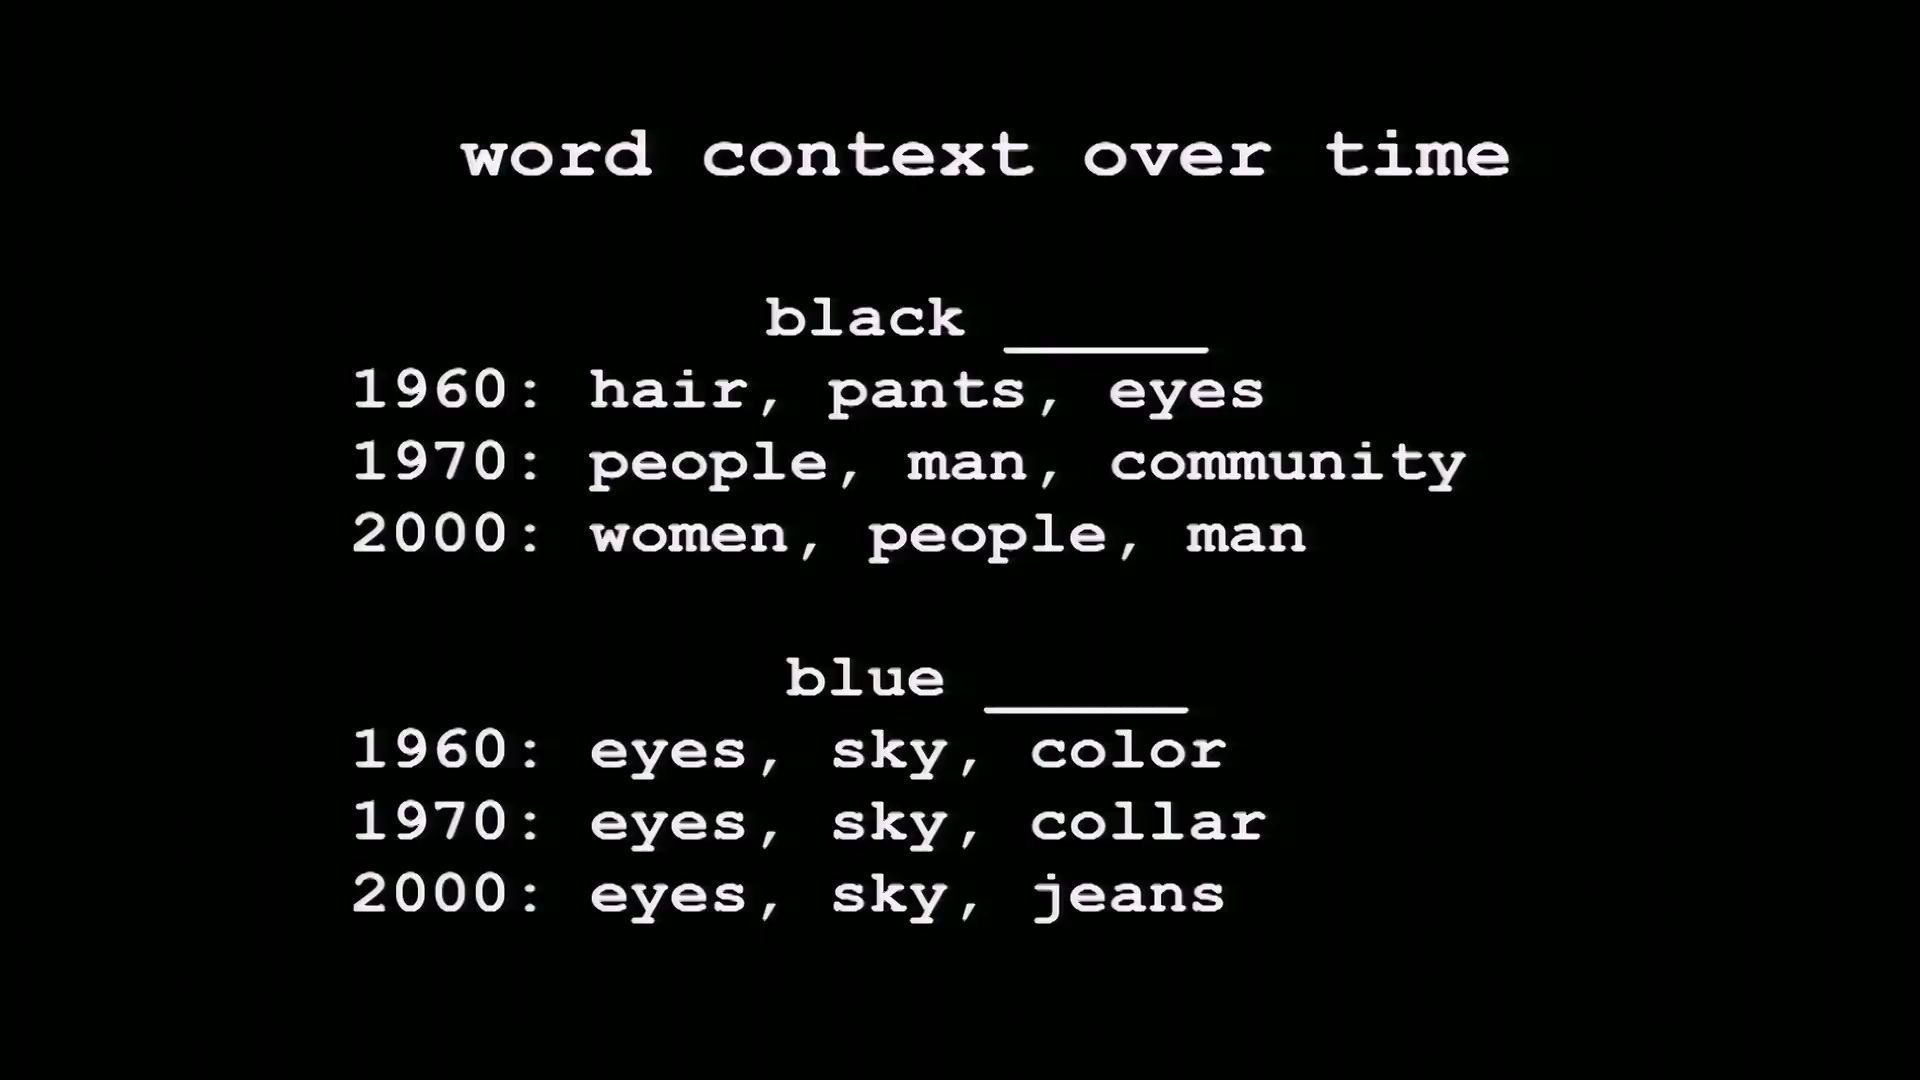 word context over time
black _____
1960: hair, pants, eyes
1970: people, man, community
2000: women, people, man
blue _____
1960: eyes, sky, color
1970: eyes, sky, collar
2000: eyes, sky, jeans